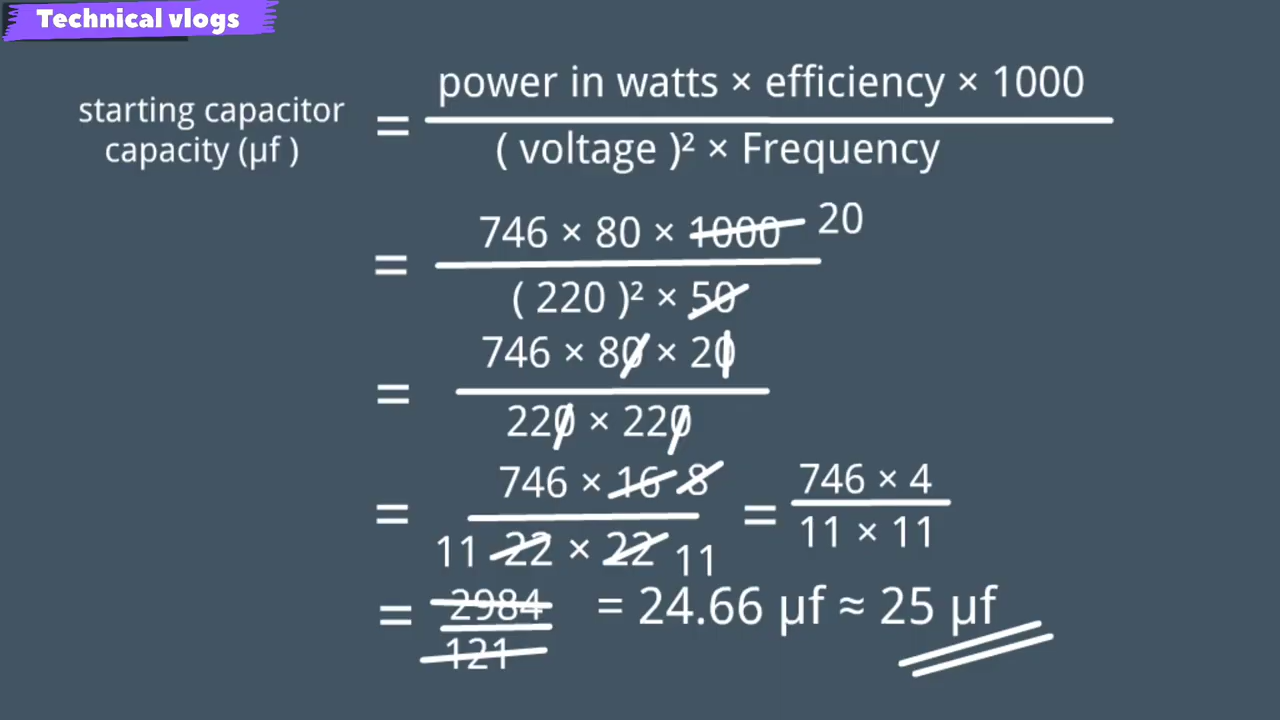 Technical vlogs
starting capacitor
capacity (µf )
= power in watts × efficiency × 1000
( voltage )² × Frequency
= 746 × 80 × 1000 20
( 220 )² × 50
= 746 × 80 × 20
220 × 220
= 746 × 16 8
11 22 × 22 11
= 746 × 4
11 × 11
= 2984
121
= 24.66 µf ≈ 25 µf